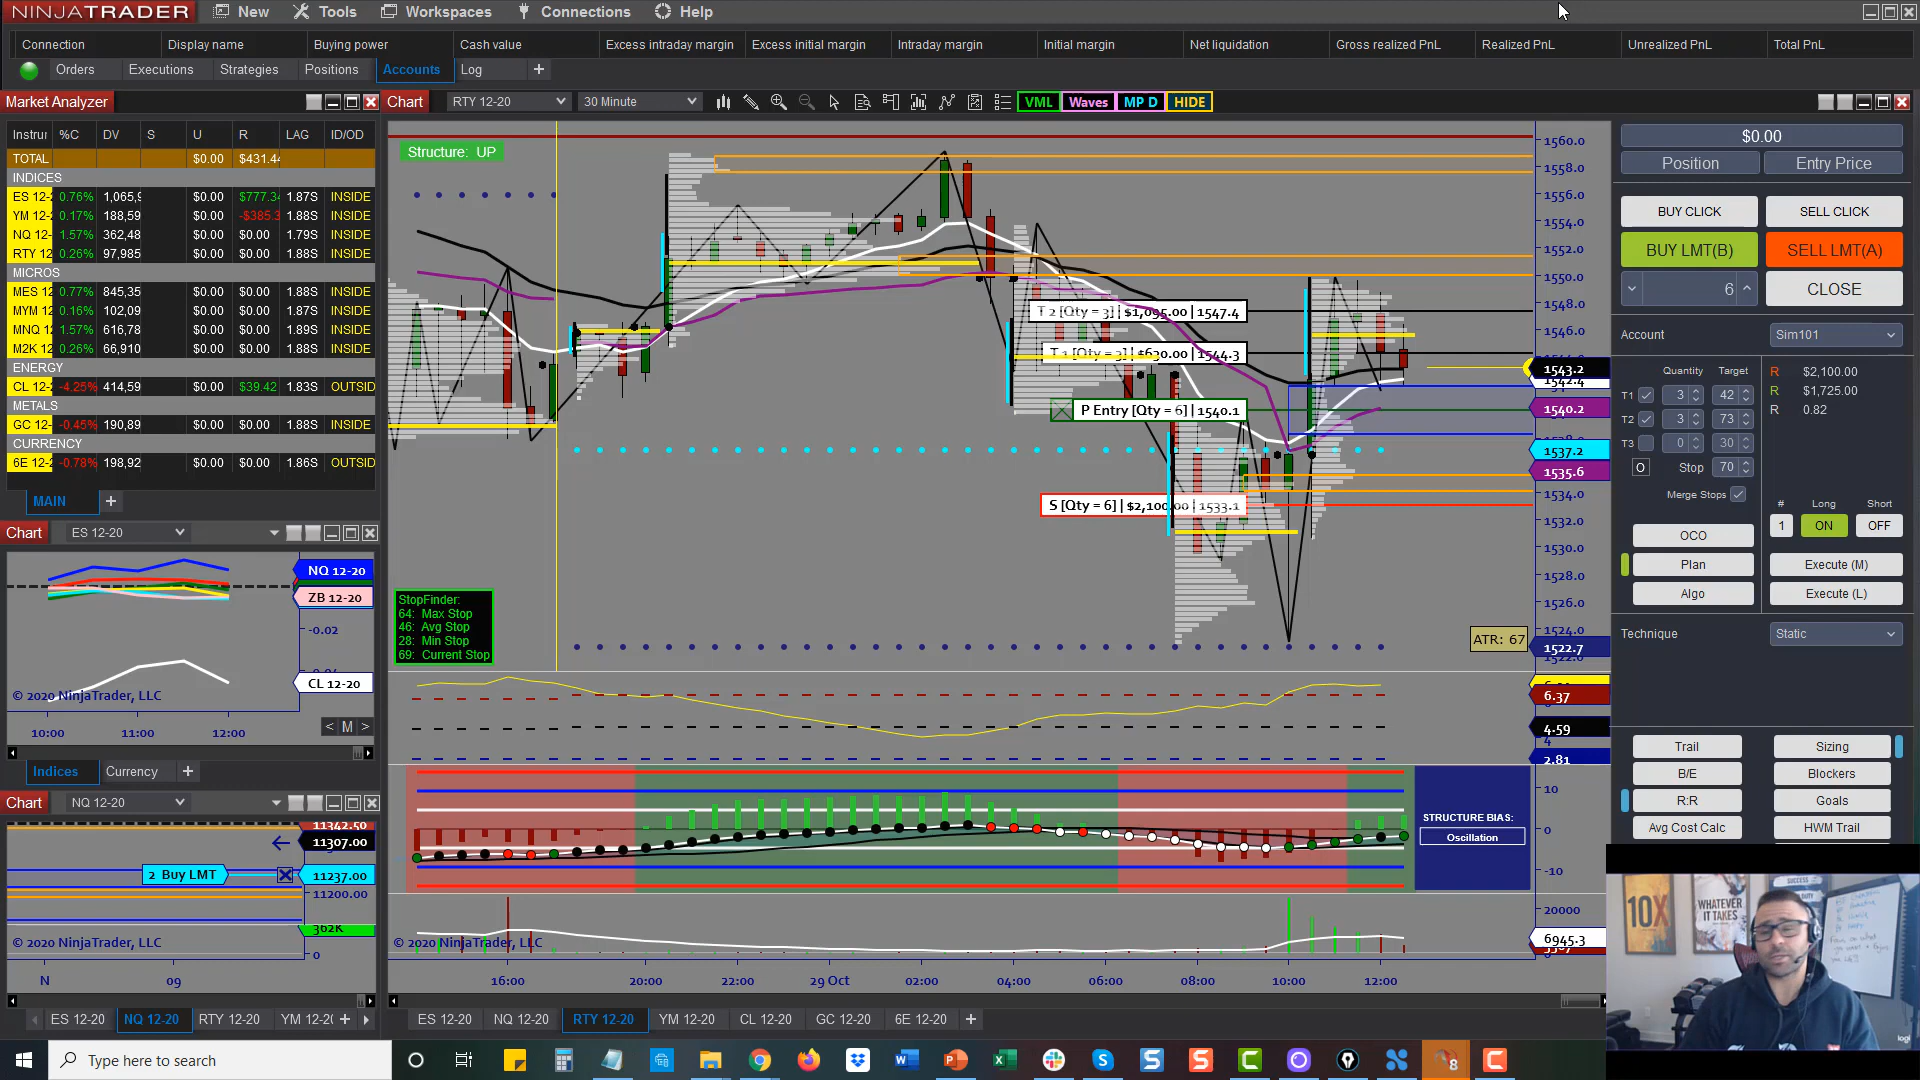 NINJATRADER New Tools Workspaces Connections Help
Connection Display name Buying power Cash value Excess intraday margin Excess initial margin Intraday margin Initial margin Net liquidation Gross realized PnL Realized PnL Unrealized PnL Total PnL
Orders Executions Strategies Positions Accounts Log +
Market Analyzer
Instrur %C DV S U R LAG ID/OD
TOTAL $0.00 $431.44
INDICES
ES 12- 0.76% 1,065,9 $0.00 $777.34 1.87S INSIDE
YM 12- 0.17% 188,59 $0.00 -$385.3 1.88S INSIDE
NQ 12- 1.57% 362,48 $0.00 $0.00 1.79S INSIDE
RTY 12 0.26% 97,985 $0.00 $0.00 1.88S INSIDE
MICROS
MES 12 0.77% 845,35 $0.00 $0.00 1.88S INSIDE
MYM 12 0.16% 102,09 $0.00 $0.00 1.87S INSIDE
MNQ 1 1.57% 616,78 $0.00 $0.00 1.89S INSIDE
M2K 12 0.26% 66,910 $0.00 $0.00 1.88S INSIDE
ENERGY
CL 12-2 -4.25% 414,59 $0.00 $39.42 1.83S OUTSID
METALS
GC 12- -0.45% 190,89 $0.00 $0.00 1.88S INSIDE
CURRENCY
6E 12-2 -0.78% 198,92 $0.00 $0.00 1.86S OUTSID
MAIN +
Chart ES 12-20
NQ 12-20
ZB 12-20
-0.02
CL 12-20
© 2020 NinjaTrader, LLC
< M >
10:00 11:00 12:00
Indices Currency +
Chart NQ 12-20
11342.50
11307.00
2 Buy LMT 11237.00
11200.00
362K
© 2020 NinjaTrader, LLC 0
N 09
ES 12-20 NQ 12-20 RTY 12-20 YM 12-20 +
Chart RTY 12-20 30 Minute VML Waves MP D HIDE
Structure: UP
T 2 [Qty = 3] | $1,095.00 | 1547.4
T 1 [Qty = 3] | $630.00 | 1544.3
P Entry [Qty = 6] | 1540.1
S [Qty = 6] | $2,100.00 | 1533.1
StopFinder:
64: Max Stop
46: Avg Stop
28: Min Stop
69: Current Stop
ATR: 67
1560.0
1558.0
1556.0
1554.0
1552.0
1550.0
1548.0
1546.0
1543.2
1542.4
1540.2
1537.2
1535.6
1534.0
1532.0
1530.0
1528.0
1526.0
1524.0
1522.7
6.37
4.59
4
2.81
STRUCTURE BIAS:
Oscillation
10
0
-10
20000
6945.3
© 2020 NinjaTrader, LLC
16:00 20:00 22:00 29 Oct 02:00 04:00 06:00 08:00 10:00 12:00
ES 12-20 NQ 12-20 RTY 12-20 YM 12-20 CL 12-20 GC 12-20 6E 12-20 +
$0.00
Position Entry Price
BUY CLICK SELL CLICK
BUY LMT(B) SELL LMT(A)
6 CLOSE
Account Sim101
Quantity Target
T1 3 42
T2 3 73
T3 0 30
O Stop 70
Merge Stops
R $2,100.00
R $1,725.00
R 0.82
# Long Short
1 ON OFF
OCO
Plan Execute (M)
Algo Execute (L)
Technique Static
Trail Sizing
B/E Blockers
R:R Goals
Avg Cost Calc HWM Trail
10X
WHATEVER
IT TAKES
SUCCESS
logi
Type here to search